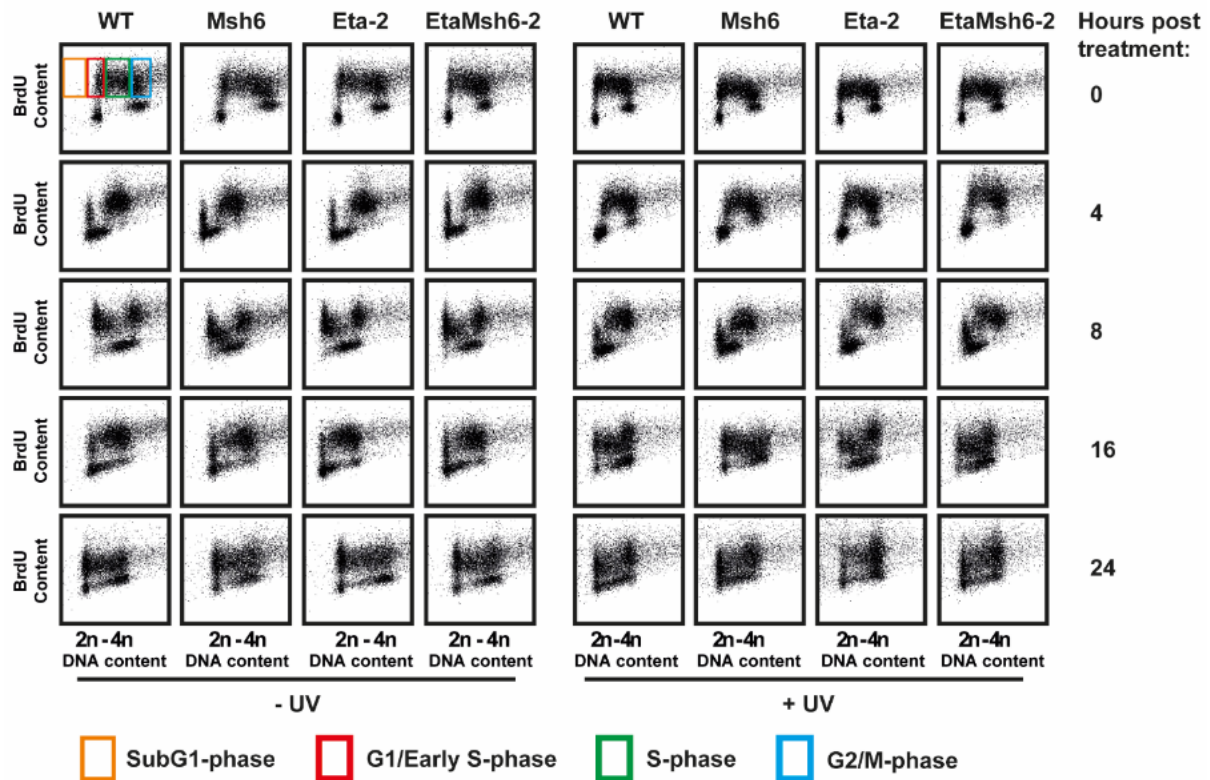 WT Msh6 Eta-2 EtaMsh6-2 WT Msh6 Eta-2 EtaMsh6-2 Hours post
treatment:
BrdU
Content
0
BrdU
Content
4
BrdU
Content
8
BrdU
Content
16
BrdU
Content
24
2n - 4n 2n - 4n 2n - 4n 2n - 4n 2n - 4n 2n - 4n 2n - 4n 2n - 4n
DNA content DNA content DNA content DNA content DNA content DNA content DNA content DNA content
- UV + UV
SubG1-phase G1/Early S-phase S-phase G2/M-phase